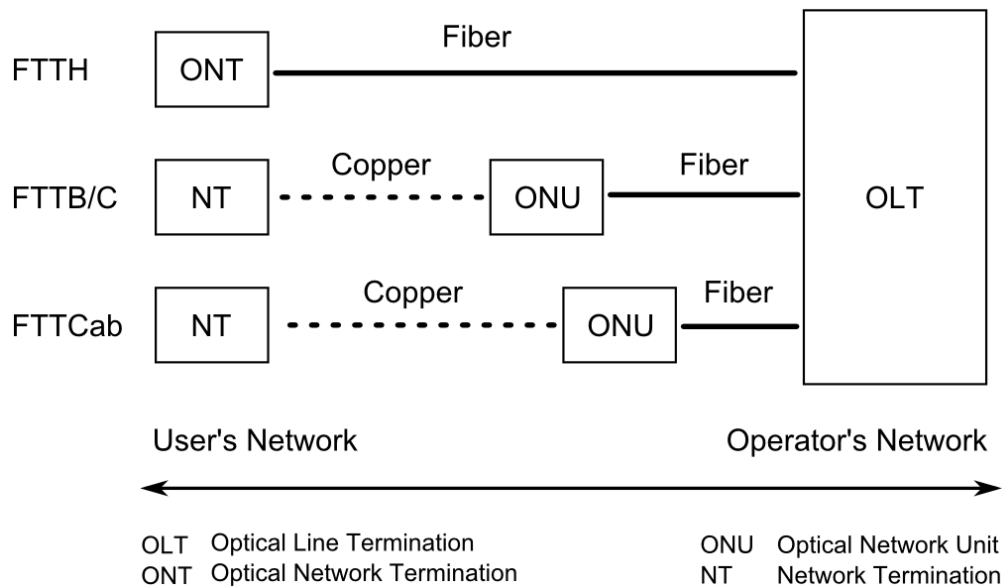 Fiber
FTTH ONT
Copper Fiber
FTTB/C NT ONU OLT
Copper Fiber
FTTCab NT ONU
User's Network Operator's Network
OLT Optical Line Termination ONU Optical Network Unit
ONT Optical Network Termination NT Network Termination